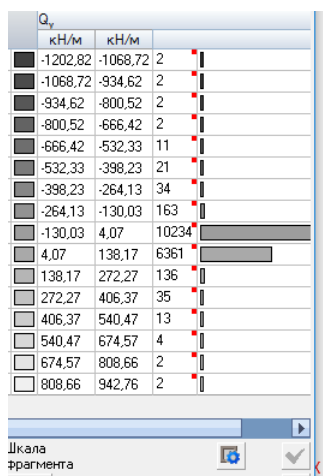 Qy
кН/м кН/м
-1202,82 -1068,72 2
-1068,72 -934,62 2
-934,62 -800,52 2
-800,52 -666,42 2
-666,42 -532,33 11
-532,33 -398,23 21
-398,23 -264,13 34
-264,13 -130,03 163
-130,03 4,07 10234
4,07 138,17 6361
138,17 272,27 136
272,27 406,37 35
406,37 540,47 13
540,47 674,57 4
674,57 808,66 2
808,66 942,76 2
Шкала
фрагмента